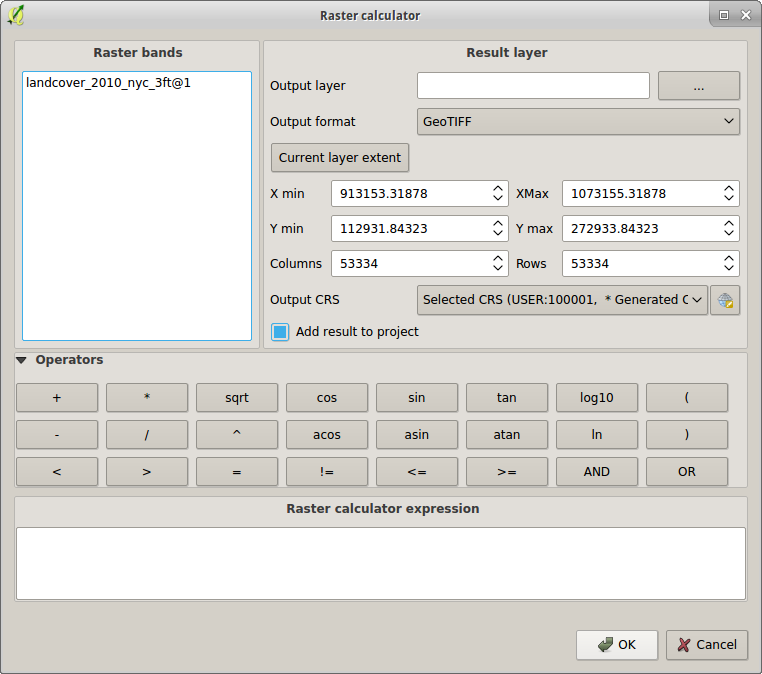 Raster calculator
Raster bands
landcover_2010_nyc_3ft@1
Result layer
Output layer
...
Output format GeoTIFF
Current layer extent
X min 913153.31878 XMax 1073155.31878
Y min 112931.84323 Y max 272933.84323
Columns 53334 Rows 53334
Output CRS Selected CRS (USER:100001, * Generated C
Add result to project
Operators
+ * sqrt cos sin tan log10 (
- / ^ acos asin atan ln )
< > = != <= >= AND OR
Raster calculator expression
OK Cancel